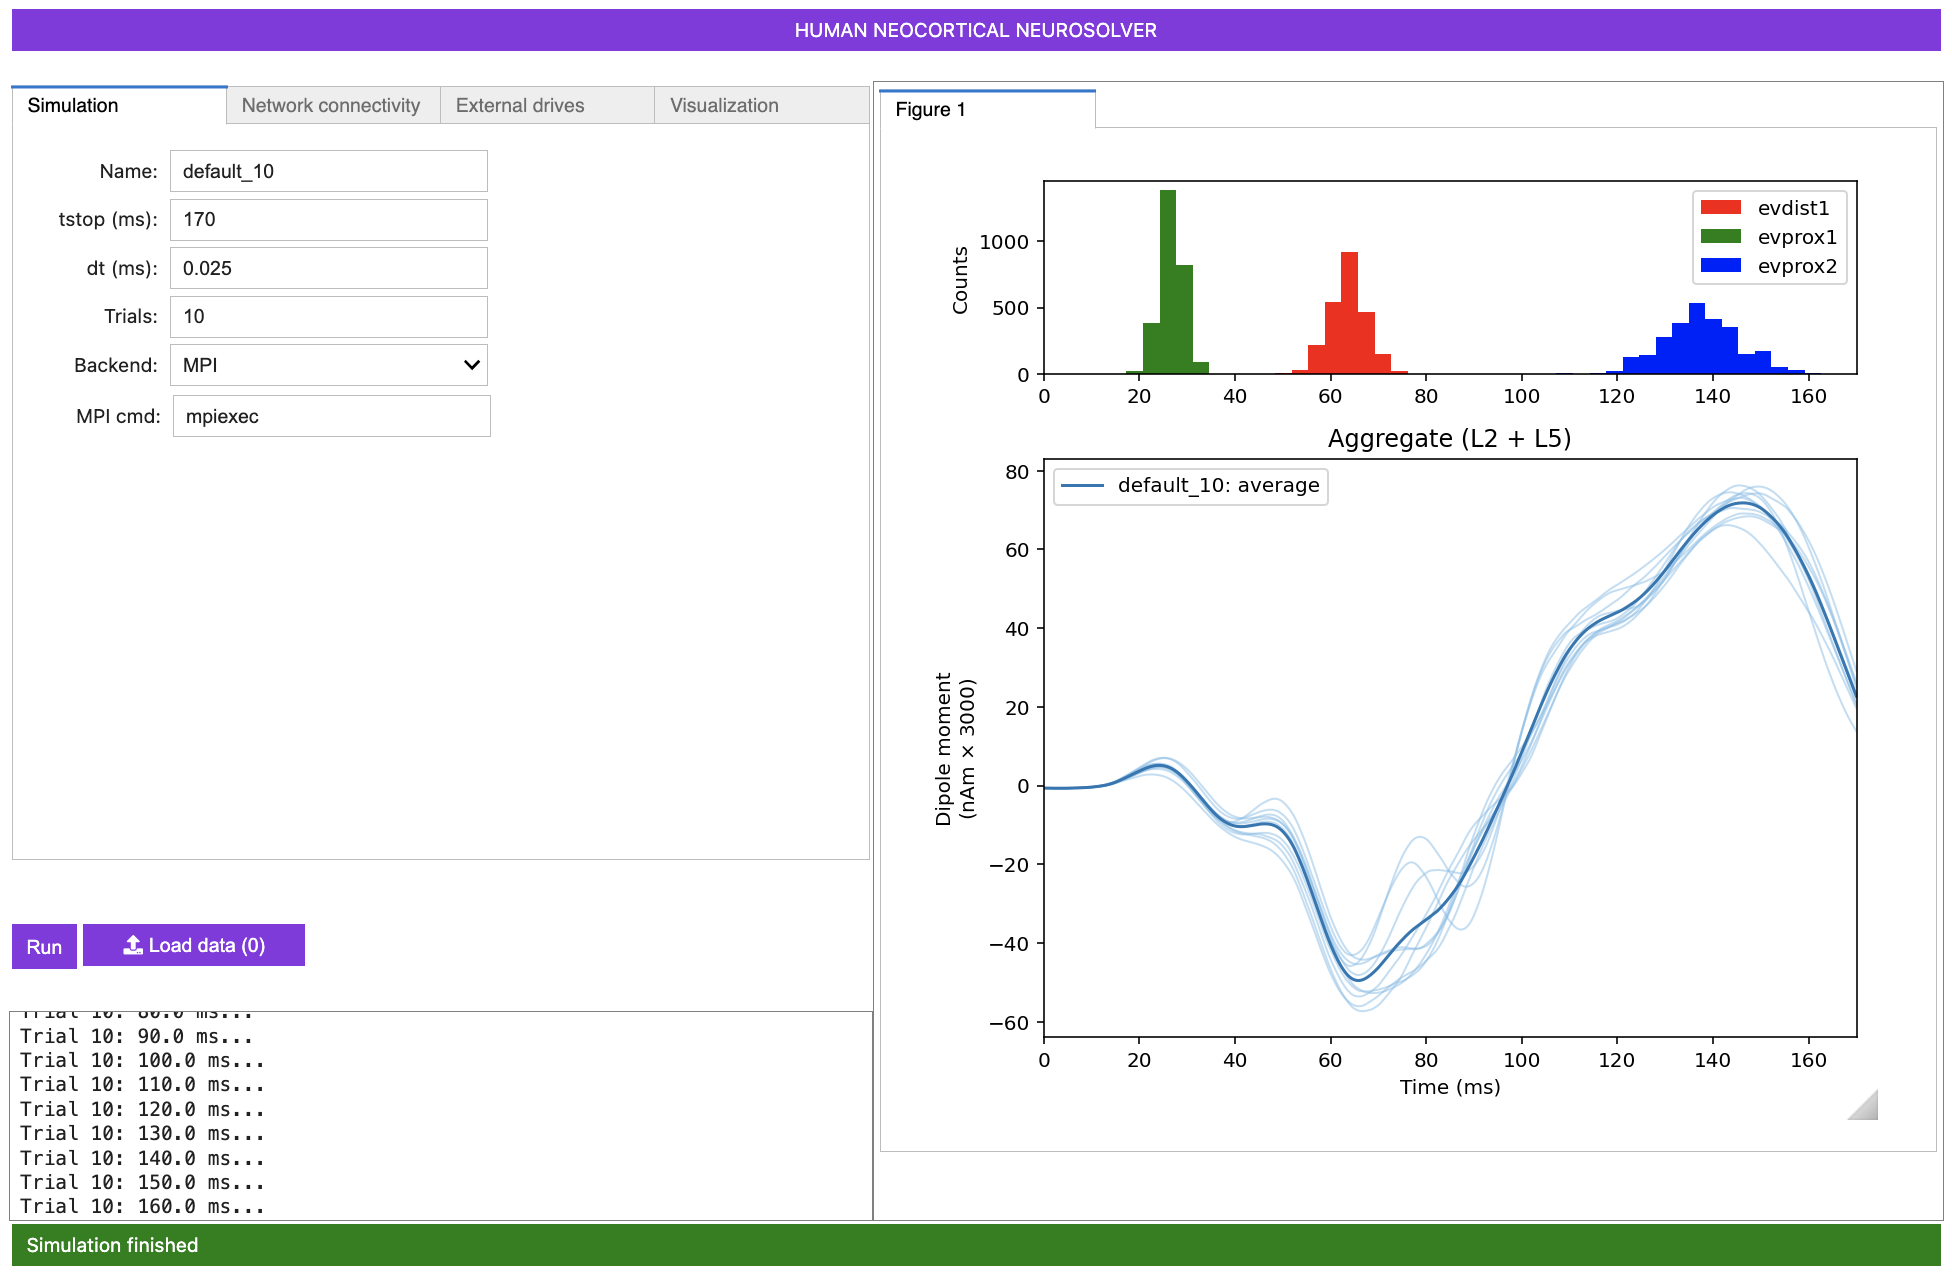 HUMAN NEOCORTICAL NEUROSOLVER
Simulation
Network connectivity
External drives
Visualization
Name:
default_10
tstop (ms):
170
dt (ms):
0.025
Trials:
10
Backend:
MPI
MPI cmd:
mpiexec
Run
Load data (0)
Trial 10: 80.0 ms...
Trial 10: 90.0 ms...
Trial 10: 100.0 ms...
Trial 10: 110.0 ms...
Trial 10: 120.0 ms...
Trial 10: 130.0 ms...
Trial 10: 140.0 ms...
Trial 10: 150.0 ms...
Trial 10: 160.0 ms...
Figure 1
Counts
1000
500
0
evdist1
evprox1
evprox2
0 20 40 60 80 100 120 140 160
Aggregate (L2 + L5)
default_10: average
Dipole moment
(nAm × 3000)
80
60
40
20
0
−20
−40
−60
0 20 40 60 80 100 120 140 160
Time (ms)
Simulation finished